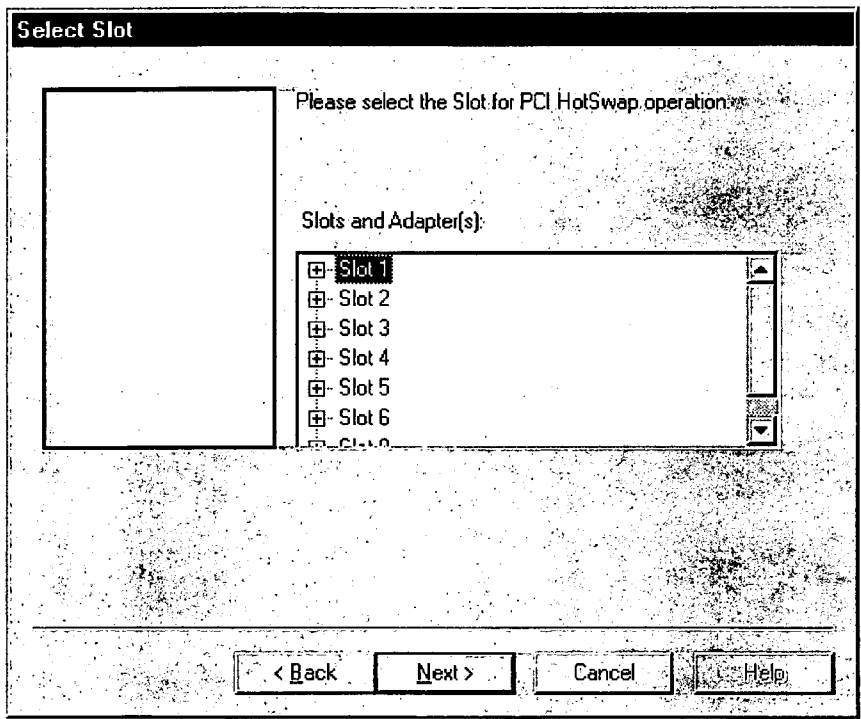 Select Slot
Please select the Slot for PCI HotSwap operation.
Slots and Adapter(s):
Slot 1
Slot 2
Slot 3
Slot 4
Slot 5
Slot 6
< Back
Next >
Cancel
Help